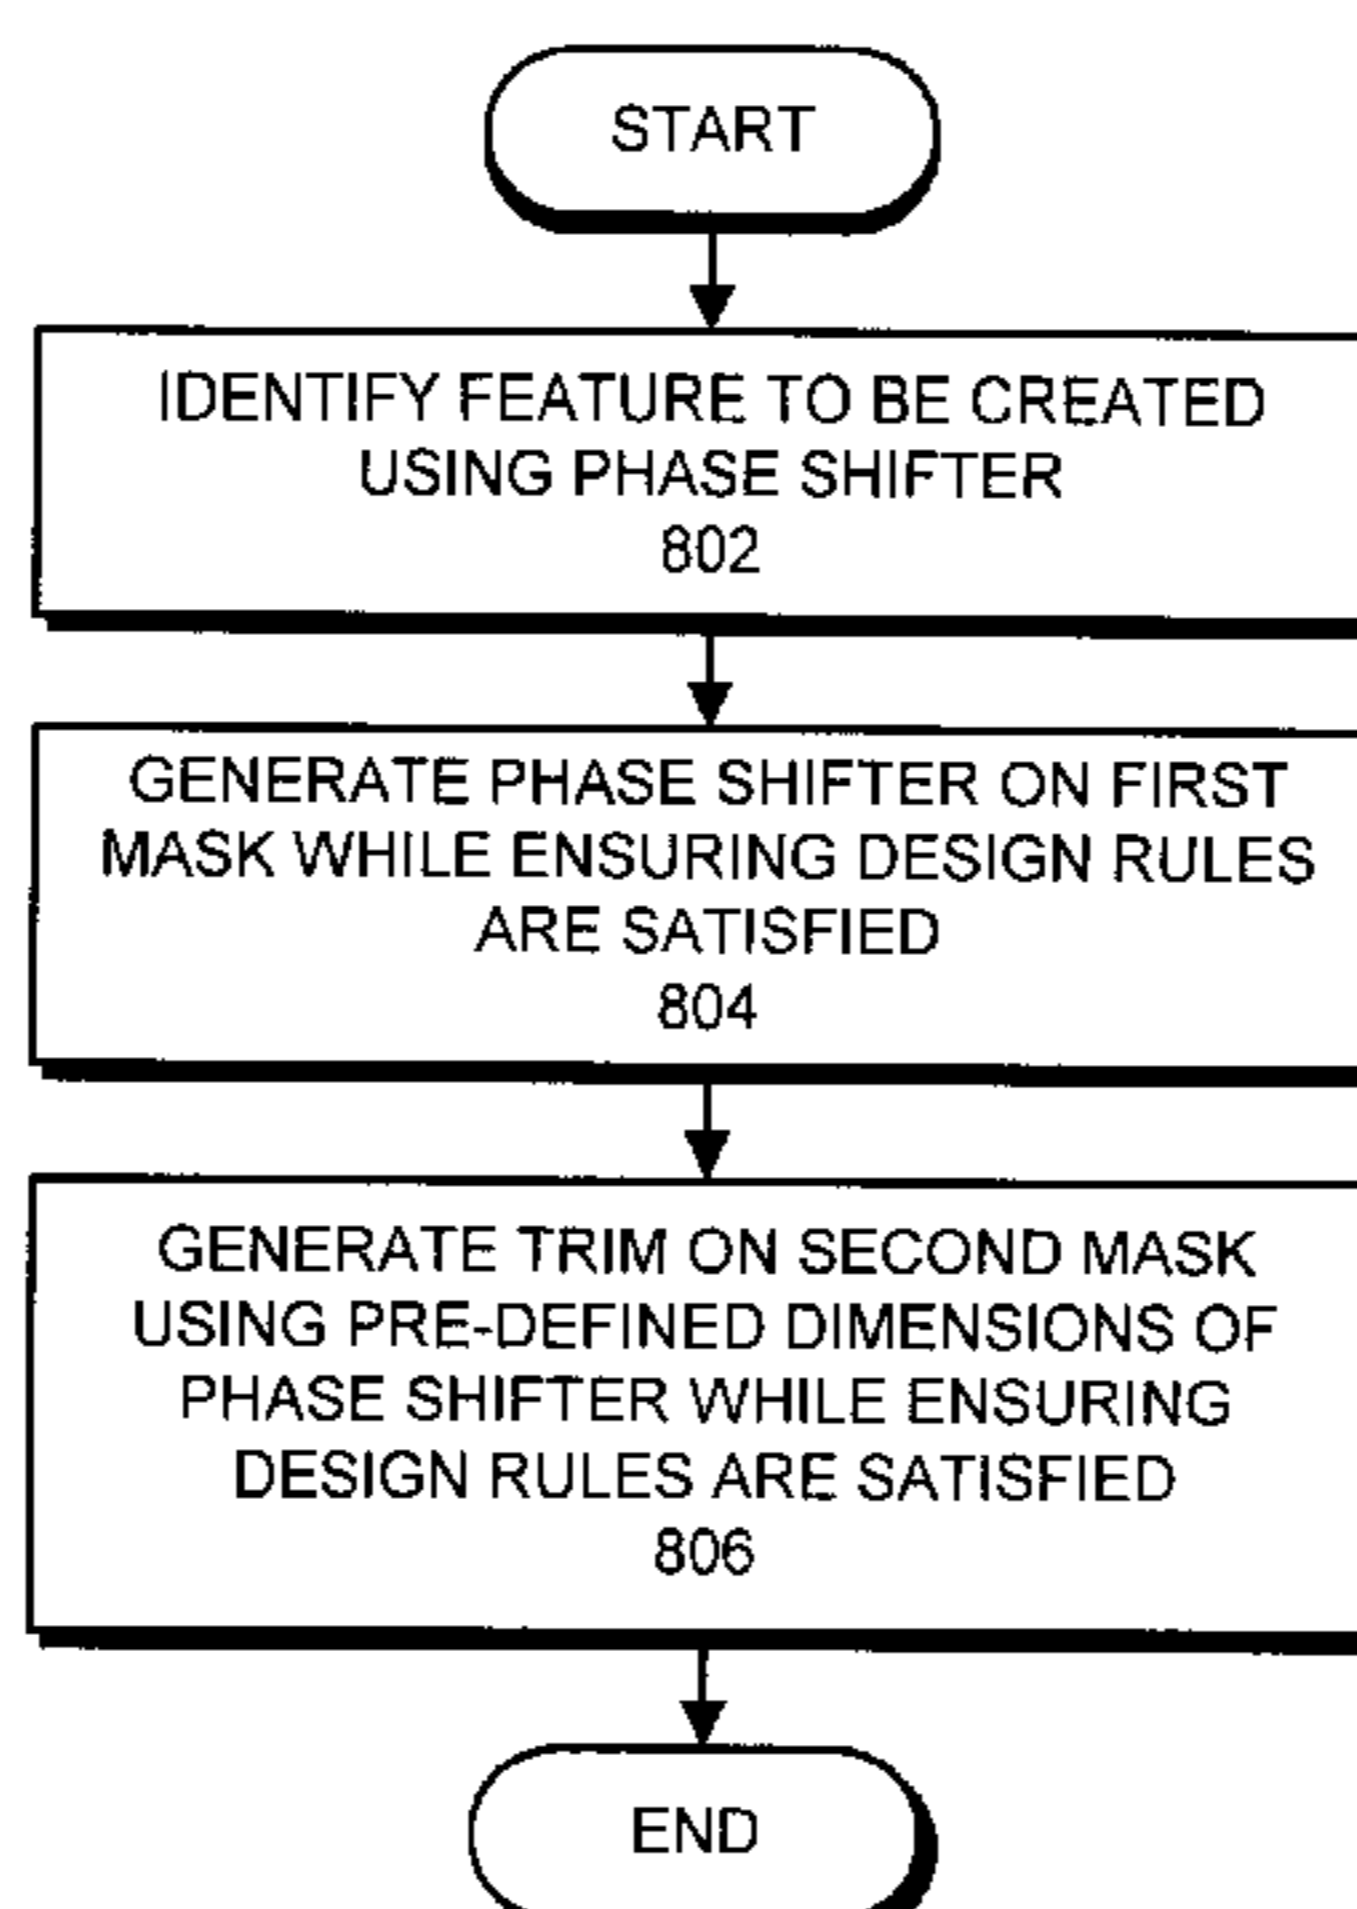 START
IDENTIFY FEATURE TO BE CREATED
USING PHASE SHIFTER
802
GENERATE PHASE SHIFTER ON FIRST
MASK WHILE ENSURING DESIGN RULES
ARE SATISFIED
804
GENERATE TRIM ON SECOND MASK
USING PRE-DEFINED DIMENSIONS OF
PHASE SHIFTER WHILE ENSURING
DESIGN RULES ARE SATISFIED
806
END